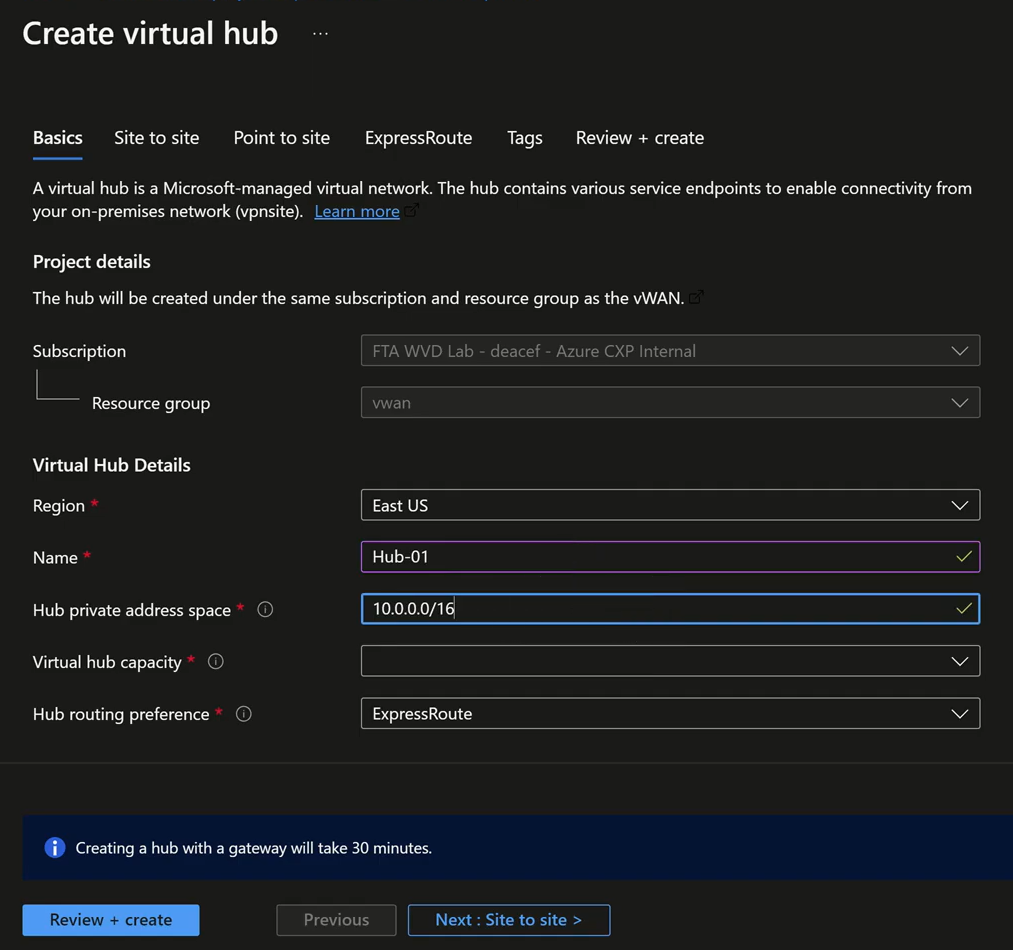 Create virtual hub ...
Basics Site to site Point to site ExpressRoute Tags Review + create
A virtual hub is a Microsoft-managed virtual network. The hub contains various service endpoints to enable connectivity from
your on-premises network (vpnsite). Learn more
Project details
The hub will be created under the same subscription and resource group as the vWAN.
Subscription FTA WVD Lab - deacef - Azure CXP Internal
Resource group vwan
Virtual Hub Details
Region * East US
Name * Hub-01
Hub private address space * 10.0.0.0/16
Virtual hub capacity *
Hub routing preference * ExpressRoute
Creating a hub with a gateway will take 30 minutes.
Review + create Previous Next : Site to site >